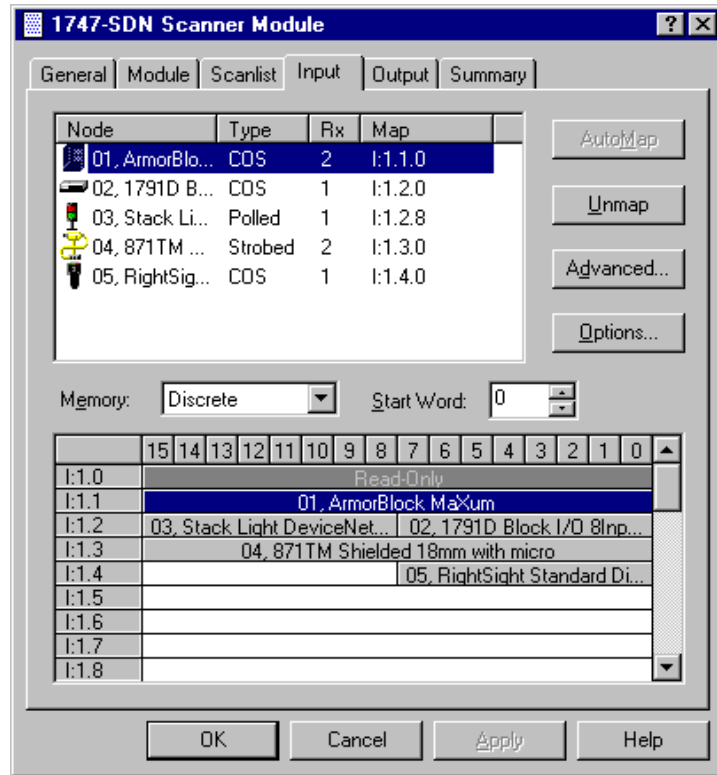 1747-SDN Scanner Module
General Module Scanlist Input Output Summary
Node Type Rx Map
01, ArmorBlo... COS 2 I:1.1.0
02, 1791D B... COS 1 I:1.2.0
03, Stack Li... Polled 1 I:1.2.8
04, 871TM ... Strobed 2 I:1.3.0
05, RightSig... COS 1 I:1.4.0
AutoMap
Unmap
Advanced...
Options...
Memory: Discrete Start Word: 0
15 14 13 12 11 10 9 8 7 6 5 4 3 2 1 0
I:1.0 Read-Only
I:1.1 01, ArmorBlock MaXum
I:1.2 03, Stack Light DeviceNet... 02, 1791D Block I/O 8Inp...
I:1.3 04, 871TM Shielded 18mm with micro
I:1.4 05, RightSight Standard Di...
I:1.5
I:1.6
I:1.7
I:1.8
OK Cancel Apply Help